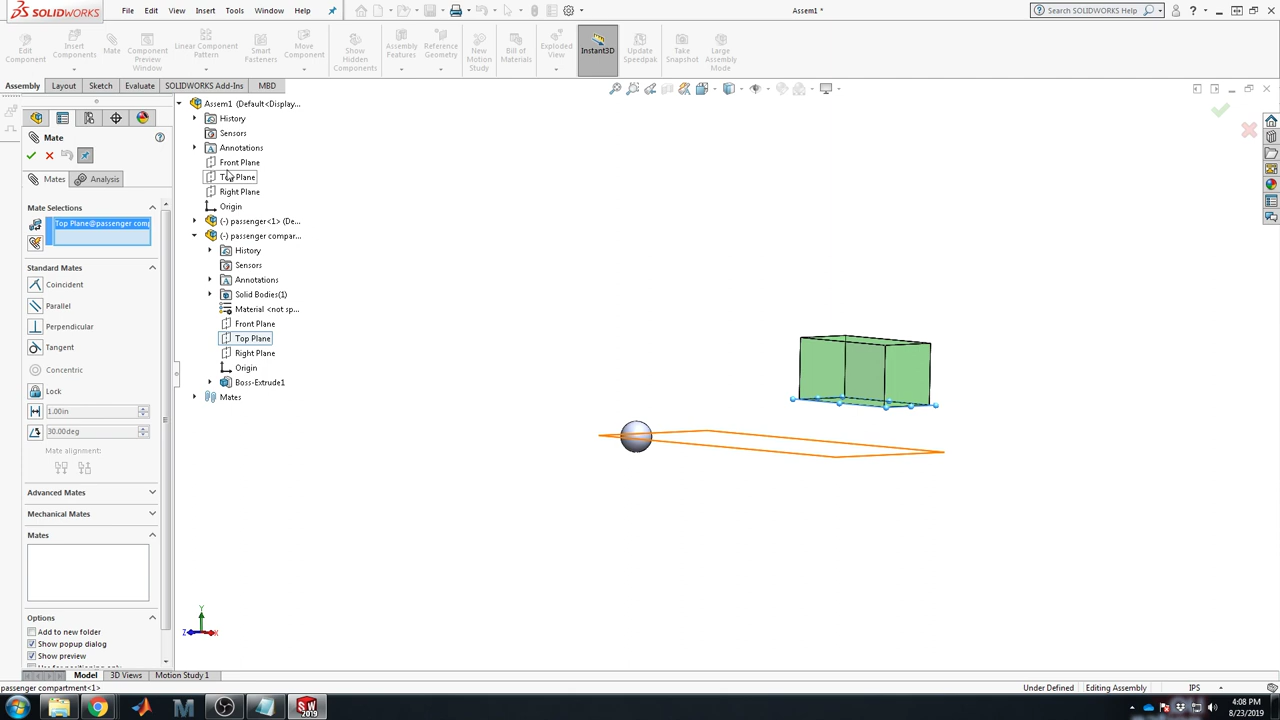 SOLIDWORKS File Edit View Insert Tools Window Help Assem1 * Search SOLIDWORKS Help
Edit Component
Insert Components
Mate
Component Preview Window
Linear Component Pattern
Smart Fasteners
Move Component
Show Hidden Components
Assembly Features
Reference Geometry
New Motion Study
Bill of Materials
Exploded View
Instant3D
Update Speedpak
Take Snapshot
Large Assembly Mode
Assembly Layout Sketch Evaluate SOLIDWORKS Add-Ins MBD
Mate
Mates Analysis
Mate Selections
Top Plane@passenger com
Standard Mates
Coincident
Parallel
Perpendicular
Tangent
Concentric
Lock
1.00in
30.00deg
Mate alignment:
Advanced Mates
Mechanical Mates
Mates
Options
Add to new folder
Show popup dialog
Show preview
Assem1 (Default<Display...
History
Sensors
Annotations
Front Plane
Top Plane
Right Plane
Origin
(-) passenger<1> (De...
(-) passenger compar...
History
Sensors
Annotations
Solid Bodies(1)
Material <not sp...
Front Plane
Top Plane
Right Plane
Origin
Boss-Extrude1
Mates
Y
Z
Model 3D Views Motion Study 1
passenger compartment<1> Under Defined Editing Assembly IPS
SW 2019
4:08 PM
8/23/2019